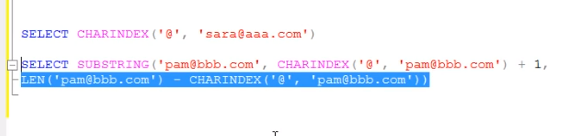 SELECT CHARINDEX('@', 'sara@aaa.com')
SELECT SUBSTRING('pam@bbb.com', CHARINDEX('@', 'pam@bbb.com') + 1,
LEN('pam@bbb.com') - CHARINDEX('@', 'pam@bbb.com'))